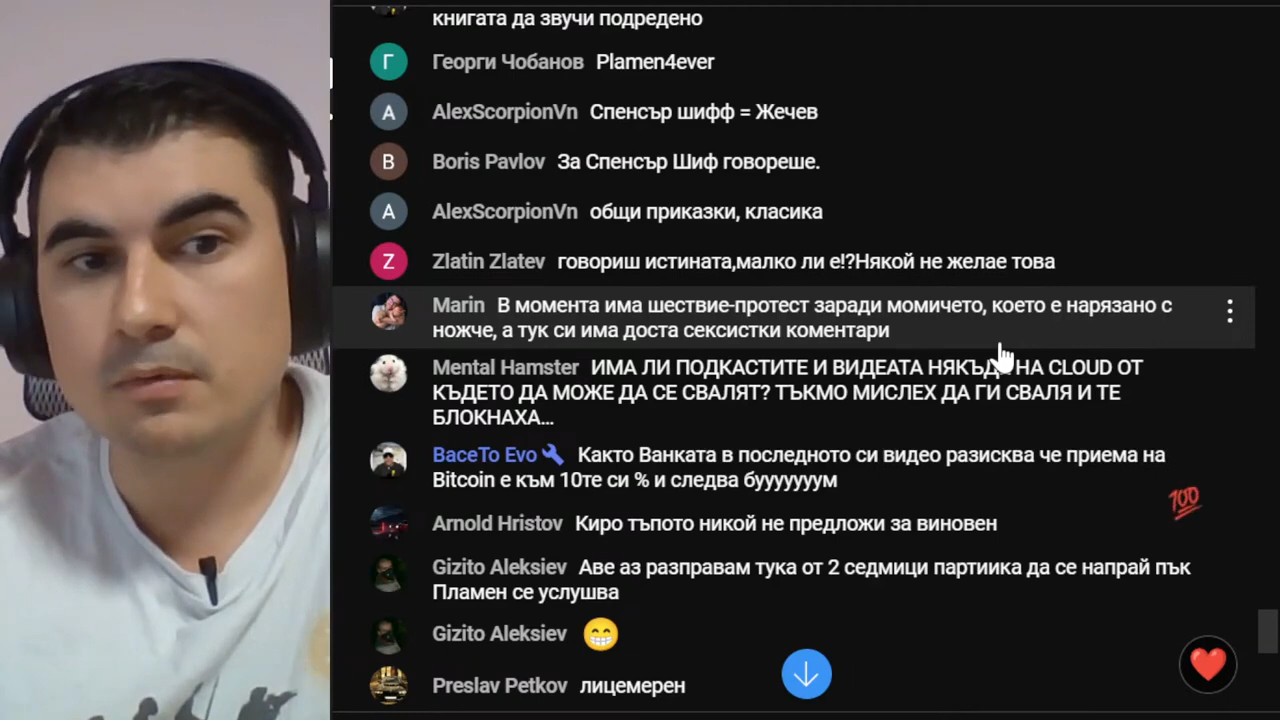 книгата да звучи подредено
Г Георги Чобанов Plamen4ever
A AlexScorpionVn Спенсър шифф = Жечев
B Boris Pavlov За Спенсър Шиф говореше.
A AlexScorpionVn общи приказки, класика
Z Zlatin Zlatev говориш истината,малко ли е!?Някой не желае това
Marin В момента има шествие-протест заради момичето, което е нарязано с
ножче, а тук си има доста сексистки коментари
Mental Hamster ИМА ЛИ ПОДКАСТИТЕ И ВИДЕАТА НА CLOUD ОТ
КЪДЕТО ДА МОЖЕ ДА СЕ СВАЛЯТ? ТЪКМО МИСЛЕХ ДА ГИ СВАЛЯ И ТЕ
БЛОКНАХА...
BaceTo Evo Както Ванката в последното си видео разисква че приема на
Bitcoin е към 10те си % и следва бууууууум
Arnold Hristov Киро тъпото никой не предложи за виновен
Gizito Aleksiev Аве аз разправам тука от 2 седмици партиика да се напрай пък
Пламен се услушва
Gizito Aleksiev 😁
100
Preslav Petkov лицемерен